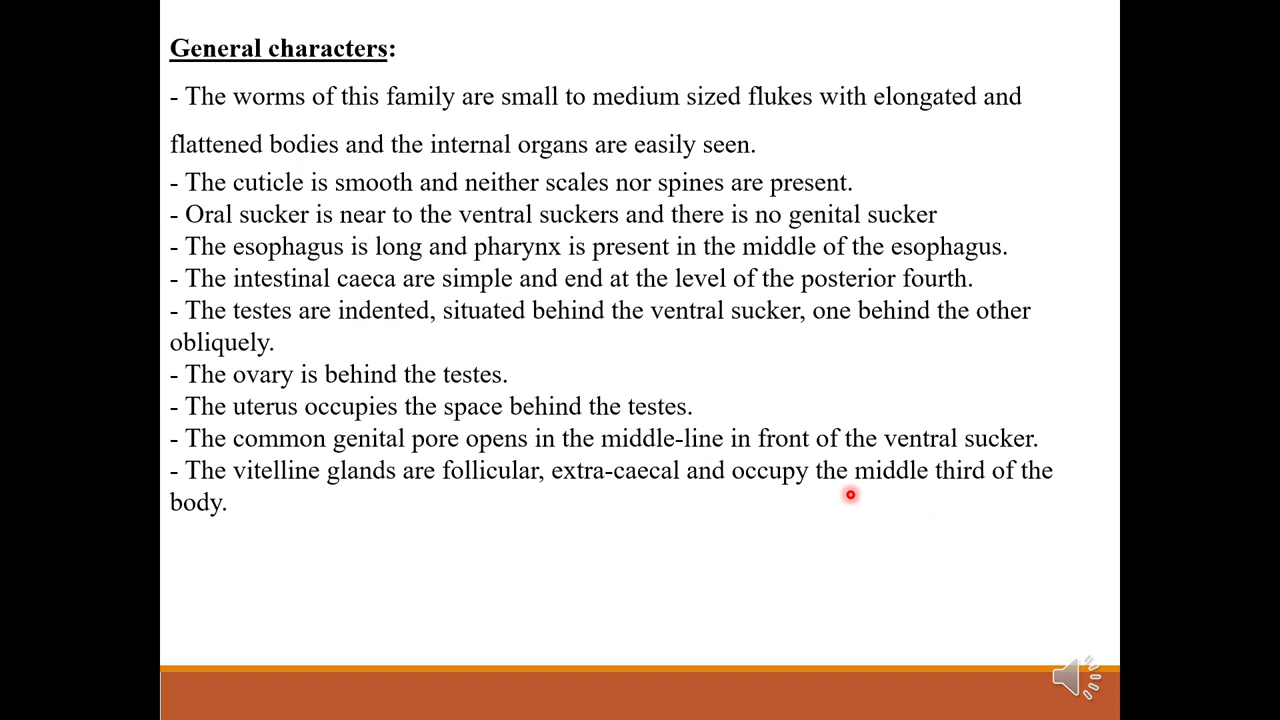 General characters:
- The worms of this family are small to medium sized flukes with elongated and
flattened bodies and the internal organs are easily seen.
- The cuticle is smooth and neither scales nor spines are present.
- Oral sucker is near to the ventral suckers and there is no genital sucker
- The esophagus is long and pharynx is present in the middle of the esophagus.
- The intestinal caeca are simple and end at the level of the posterior fourth.
- The testes are indented, situated behind the ventral sucker, one behind the other
obliquely.
- The ovary is behind the testes.
- The uterus occupies the space behind the testes.
- The common genital pore opens in the middle-line in front of the ventral sucker.
- The vitelline glands are follicular, extra-caecal and occupy the middle third of the
body.